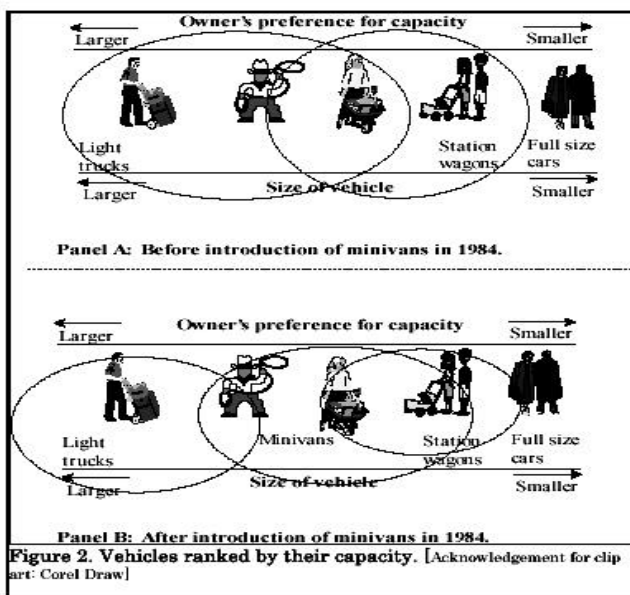 Owner's preference for capacity
Larger Smaller
Light trucks
Station wagons
Full size cars
Size of vehicle
Larger Smaller
Panel A: Before introduction of minivans in 1984.
Owner's preference for capacity
Larger Smaller
Light trucks
Minivans
Station wagons
Full size cars
Size of vehicle
Larger Smaller
Panel B: After introduction of minivans in 1984.
Figure 2. Vehicles ranked by their capacity. [Acknowledgement for clip
art: Corel Draw]